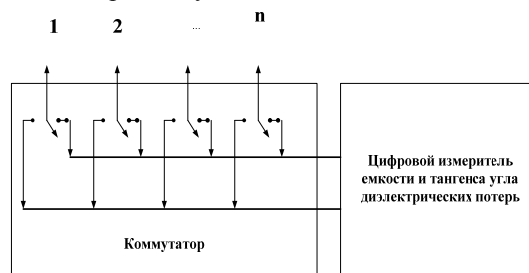 1 2 ... n
Цифровой измеритель
емкости и тангенса угла
диэлектрических потерь
Коммутатор